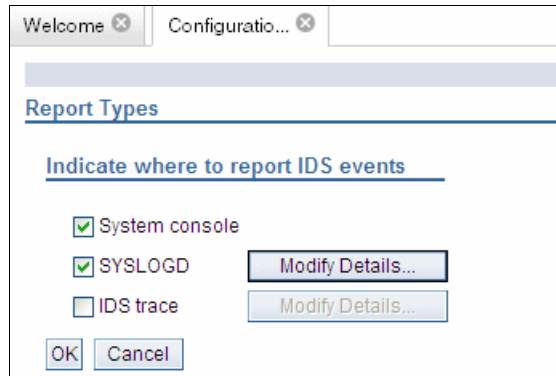 Welcome
Configuratio...
Report Types
Indicate where to report IDS events
System console
SYSLOGD Modify Details...
IDS trace Modify Details...
OK Cancel